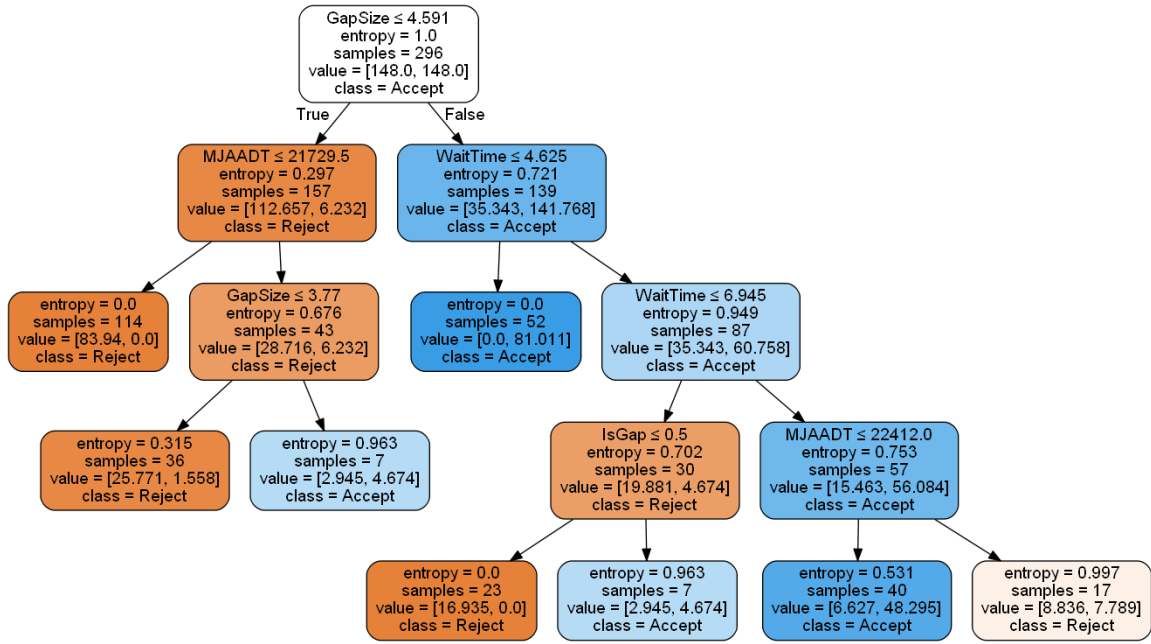 GapSize ≤ 4.591
entropy = 1.0
samples = 296
value = [148.0, 148.0]
class = Accept
True
False
MJAADT ≤ 21729.5
entropy = 0.297
samples = 157
value = [112.657, 6.232]
class = Reject
WaitTime ≤ 4.625
entropy = 0.721
samples = 139
value = [35.343, 141.768]
class = Accept
entropy = 0.0
samples = 114
value = [83.94, 0.0]
class = Reject
GapSize ≤ 3.77
entropy = 0.676
samples = 43
value = [28.716, 6.232]
class = Reject
entropy = 0.0
samples = 52
value = [0.0, 81.011]
class = Accept
WaitTime ≤ 6.945
entropy = 0.949
samples = 87
value = [35.343, 60.758]
class = Accept
entropy = 0.315
samples = 36
value = [25.771, 1.558]
class = Reject
entropy = 0.963
samples = 7
value = [2.945, 4.674]
class = Accept
IsGap ≤ 0.5
entropy = 0.702
samples = 30
value = [19.881, 4.674]
class = Reject
MJAADT ≤ 22412.0
entropy = 0.753
samples = 57
value = [15.463, 56.084]
class = Accept
entropy = 0.0
samples = 23
value = [16.935, 0.0]
class = Reject
entropy = 0.963
samples = 7
value = [2.945, 4.674]
class = Accept
entropy = 0.531
samples = 40
value = [6.627, 48.295]
class = Accept
entropy = 0.997
samples = 17
value = [8.836, 7.789]
class = Reject